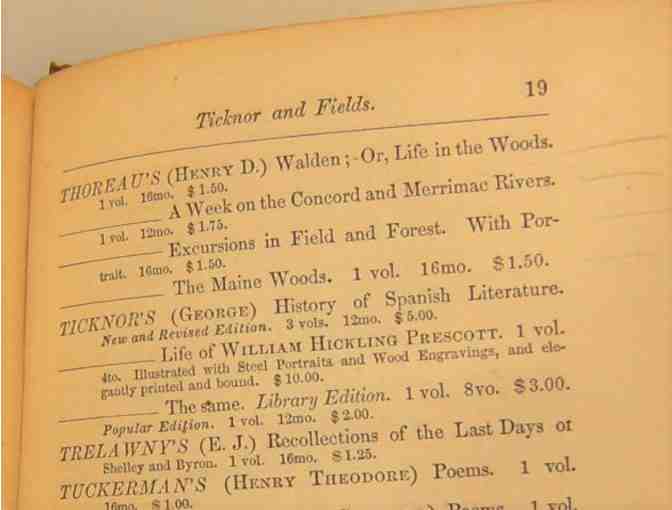 Ticknor and Fields. 19
THOREAU'S (HENRY D.) Walden; Or, Life in the Woods.
1 vol. 16mo. $1.50.
A Week on the Concord and Merrimac Rivers.
1 vol. 12mo. $1.75.
Excursions in Field and Forest. With Por-
trait. 16mo. $1.50.
The Maine Woods. 1 vol. 16mo. $1.50.
TICKNOR'S (GEORGE) History of Spanish Literature.
New and Revised Edition. 3 vols. 12mo. $5.00.
Life of WILLIAM HICKLING PRESCOTT. 1 vol.
4to. Illustrated with Steel Portraits and Wood Engravings, and ele-
gantly printed and bound. $10.00.
The same. Library Edition. 1 vol. 8vo. $3.00.
Popular Edition. 1 vol. 12mo. $2.00.
TRELAWNY'S (E. J.) Recollections of the Last Days of
Shelley and Byron. 1 vol. 16mo. $1.25.
TUCKERMAN'S (HENRY THEODORE) Poems. 1 vol.
16mo. $1.00.
Poems. 1 vol.